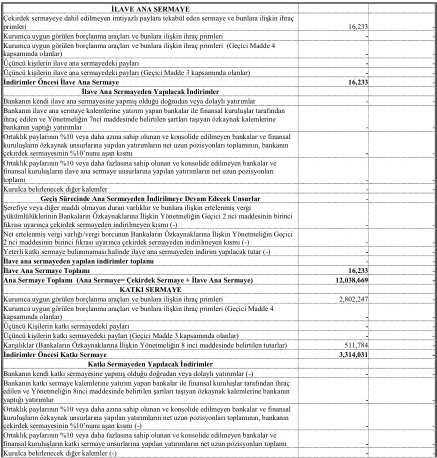 İLAVE ANA SERMAYE
Çekirdek sermayeye dahil edilmeyen imtiyazlı paylara tekabül eden sermaye ve bunlara ilişkin ihraç
primleri 16,233 -
Kurumca uygun görülen borçlanma araçları ve bunlara ilişkin ihraç primleri - -
Kurumca uygun görülen borçlanma araçları ve bunlara ilişkin ihraç primleri (Geçici Madde 4
kapsamında olanlar) - -
Üçüncü kişilerin ilave ana sermayedeki payları - -
Üçüncü kişilerin ilave ana sermayedeki payları (Geçici Madde 3 kapsamında olanlar) - -
İndirimler Öncesi İlave Ana Sermaye 16,233 -
İlave Ana Sermayeden Yapılacak İndirimler
Bankanın kendi ilave ana sermayesine yapmış olduğu doğrudan veya dolaylı yatırımlar - -
Bankanın ilave ana sermaye kalemlerine yatırım yapan bankalar ile finansal kuruluşlar tarafından
ihraç edilen ve Yönetmeliğin 7nci maddesinde belirtilen şartları taşıyan özkaynak kalemlerine
bankanın yaptığı yatırımlar - -
Ortaklık paylarının %10 veya daha azına sahip olunan ve konsolide edilmeyen bankalar ve finansal
kuruluşların özkaynak unsurlarına yapılan yatırımların net uzun pozisyonları toplamının, bankanın
çekirdek sermayesinin %10'nunu aşan kısmı - -
Ortaklık paylarının %10 veya daha fazlasına sahip olunan ve konsolide edilmeyen bankalar ve
finansal kuruluşların ilave ana sermaye unsurlarına yapılan yatırımların net uzun pozisyonları
toplamı - -
Kurulca belirlenecek diğer kalemler - -
Geçiş Sürecinde Ana Sermayeden İndirilmeye Devam Edecek Unsurlar
Şerefiye veya diğer maddi olmayan duran varlıklar ve bunlara ilişkin ertelenmiş vergi
yükümlülüklerinin Bankaların Özkaynaklarına İlişkin Yönetmeliğin Geçici 2 nci maddesinin birinci
fıkrası uyarınca çekirdek sermayeden indirilmeyen kısmı (-) - -
Net ertelenmiş vergi varlığı/vergi borcunun Bankaların Özkaynaklarına İlişkin Yönetmeliğin Geçici
2 nci maddesinin birinci fıkrası uyarınca çekirdek sermayeden indirilmeyen kısmı (-) - -
Yeterli katkı sermaye bulunmaması halinde ilave ana sermayeden indirim yapılacak tutar (-) - -
İlave ana sermayeden yapılan indirimler toplamı - -
İlave Ana Sermaye Toplamı 16,233 -
Ana Sermaye Toplamı (Ana Sermaye= Çekirdek Sermaye + İlave Ana Sermaye) 12,038,669 -
KATKI SERMAYE
Kurumca uygun görülen borçlanma araçları ve bunlara ilişkin ihraç primleri 2,802,247 -
Kurumca uygun görülen borçlanma araçları ve bunlara ilişkin ihraç primleri (Geçici Madde 4
kapsamında olanlar) - -
Üçüncü Kişilerin katkı sermayedeki payları - -
Üçüncü kişilerin katkı sermayedeki payları (Geçici Madde 3 kapsamında olanlar) - -
Karşılıklar (Bankaların Özkaynaklarına İlişkin Yönetmeliğin 8 inci maddesinde belirtilen tutarlar) 511,784 -
İndirimler Öncesi Katkı Sermaye 3,314,031 -
Katkı Sermayeden Yapılacak İndirimler
Bankanın kendi katkı sermayesine yapmış olduğu doğrudan veya dolaylı yatırımlar (-) - -
Bankanın katkı sermaye kalemlerine yatırım yapan bankalar ile finansal kuruluşlar tarafından ihraç
edilen ve Yönetmeliğin 8inci maddesinde belirtilen şartları taşıyan özkaynak kalemlerine bankanın
yaptığı yatırımlar - -
Ortaklık paylarının %10 veya daha azına sahip olunan ve konsolide edilmeyen bankalar ve finansal
kuruluşların özkaynak unsurlarına yapılan yatırımların net uzun pozisyonları toplamının, bankanın
çekirdek sermayesinin %10'nunu aşan kısmı (-) - -
Ortaklık paylarının %10 veya daha fazlasına sahip olunan ve konsolide edilmeyen bankalar ve
finansal kuruluşların katkı sermaye unsurlarına yapılan yatırımların net uzun pozisyonları toplamı - -
Kurulca belirlenecek diğer kalemler (-) - -